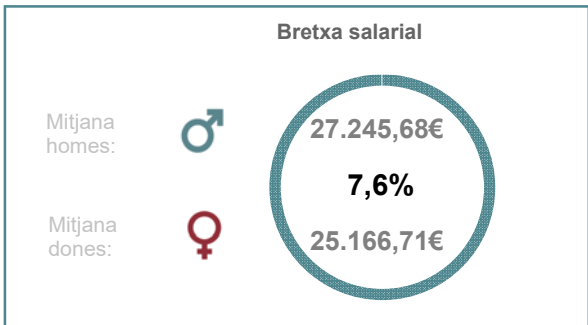 Bretxa salarial
Mitjana
homes:
27.245,68€
7,6%
Mitjana
dones:
25.166,71€